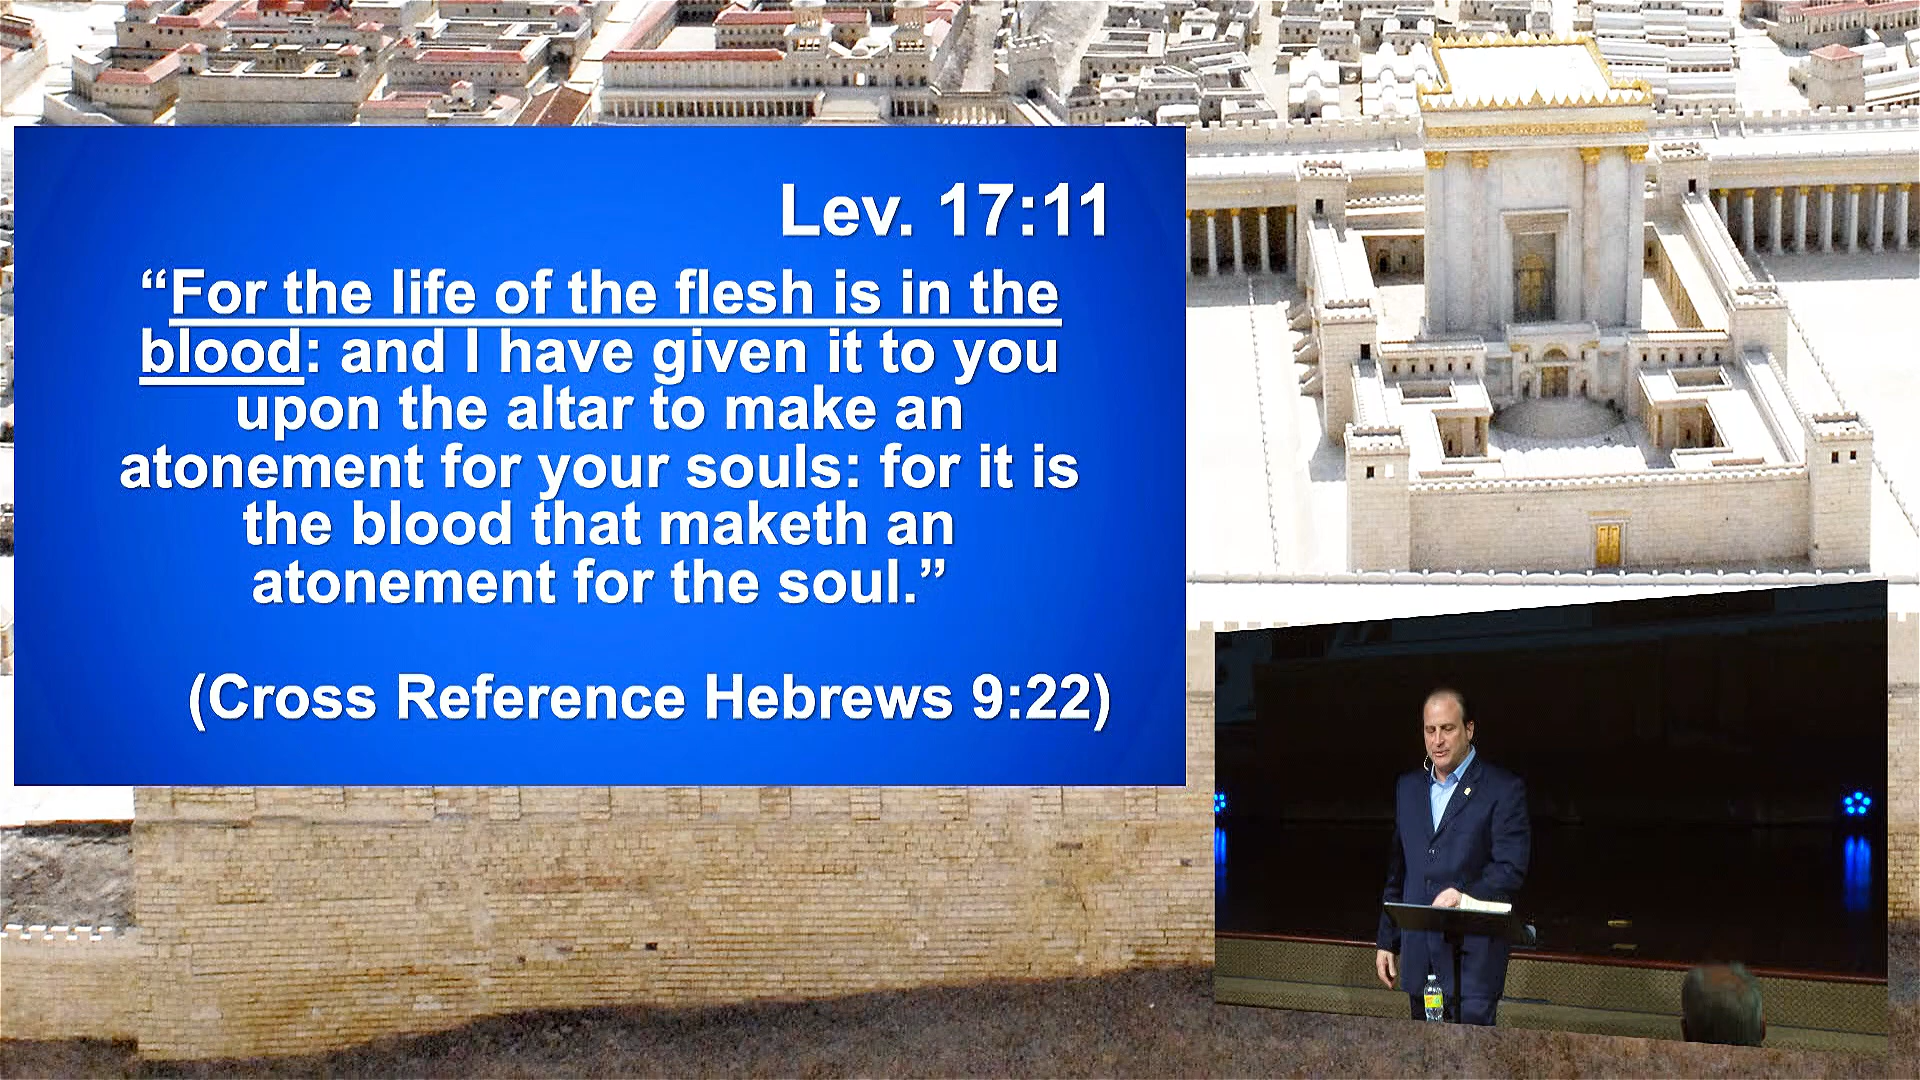 Lev. 17:11
“For the life of the flesh is in the
blood: and I have given it to you
upon the altar to make an
atonement for your souls: for it is
the blood that maketh an
atonement for the soul.”
(Cross Reference Hebrews 9:22)